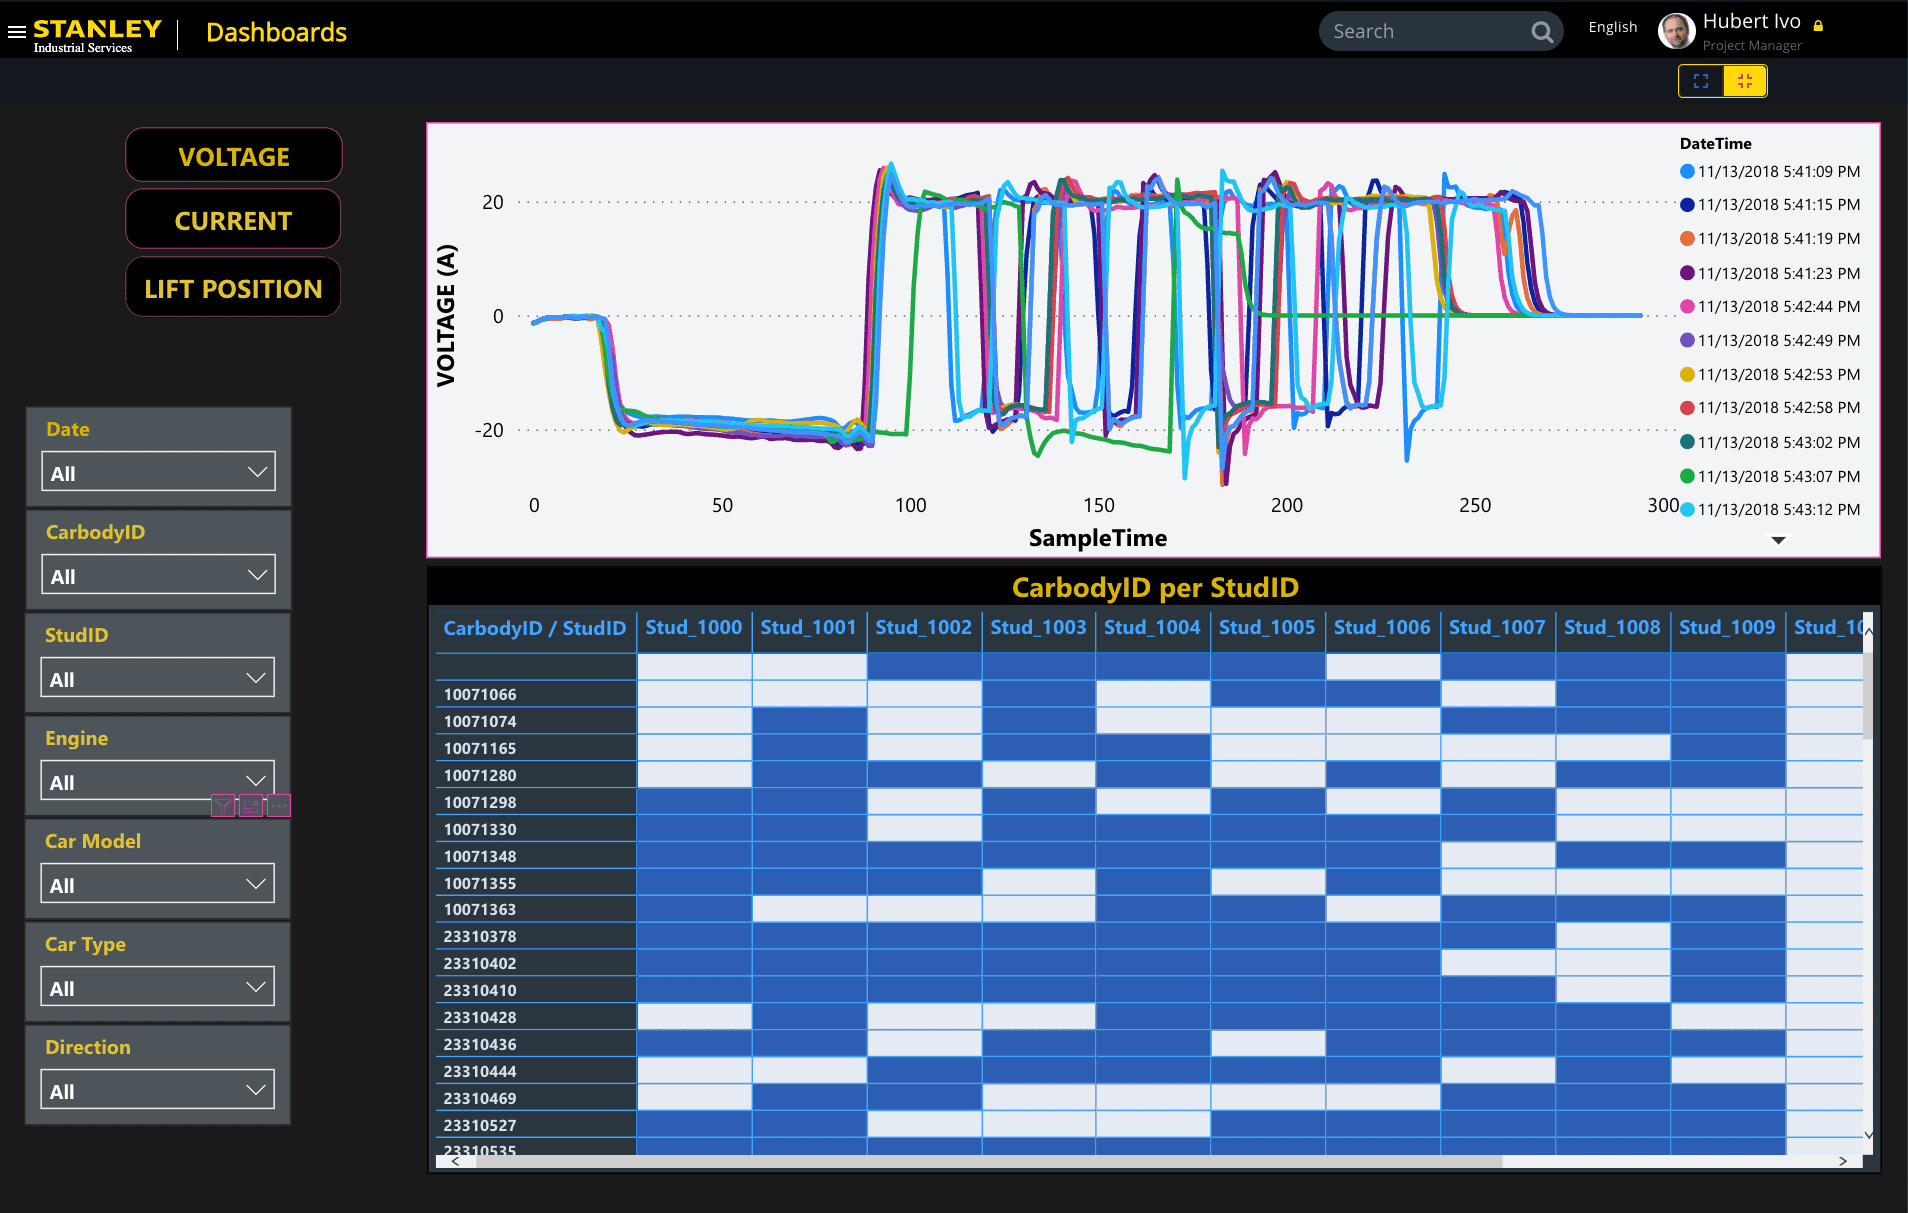 STANLEY
Industrial Services
Dashboards
Search
English
Hubert Ivo
Project Manager
VOLTAGE
CURRENT
LIFT POSITION
Date
All
CarbodyID
All
StudID
All
Engine
All
Car Model
All
Car Type
All
Direction
All
VOLTAGE (A)
20
0
-20
0 50 100 150 200 250 300
SampleTime
DateTime
11/13/2018 5:41:09 PM
11/13/2018 5:41:15 PM
11/13/2018 5:41:19 PM
11/13/2018 5:41:23 PM
11/13/2018 5:42:44 PM
11/13/2018 5:42:49 PM
11/13/2018 5:42:53 PM
11/13/2018 5:42:58 PM
11/13/2018 5:43:02 PM
11/13/2018 5:43:07 PM
11/13/2018 5:43:12 PM
CarbodyID per StudID
CarbodyID / StudID Stud_1000 Stud_1001 Stud_1002 Stud_1003 Stud_1004 Stud_1005 Stud_1006 Stud_1007 Stud_1008 Stud_1009
10071066
10071074
10071165
10071280
10071298
10071330
10071348
10071355
10071363
23310378
23310402
23310410
23310428
23310436
23310444
23310469
23310527
23310535